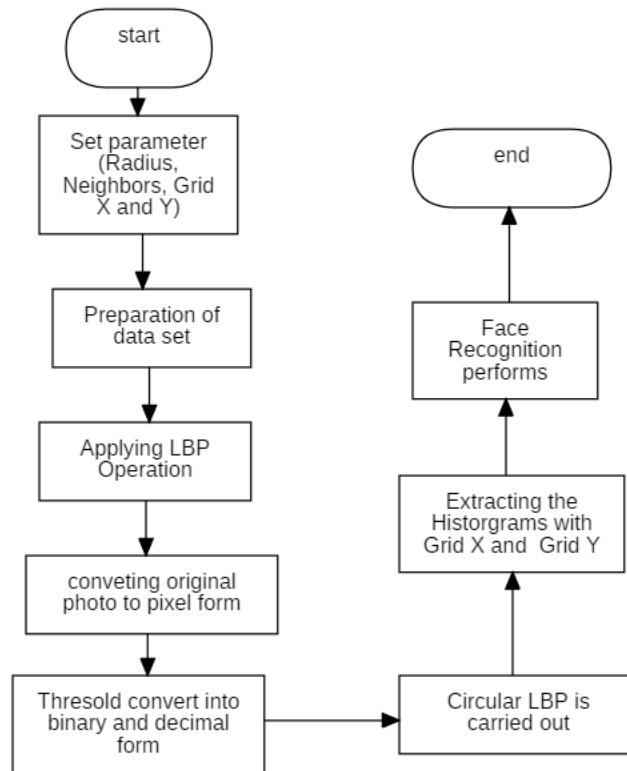 start
Set parameter
(Radius,
Neighbors, Grid
X and Y)
Preparation of
data set
Applying LBP
Operation
conveting original
photo to pixel form
Thresold convert into
binary and decimal
form
Circular LBP is
carried out
Extracting the
Historgrams with
Grid X and  Grid Y
Face
Recognition
performs
end